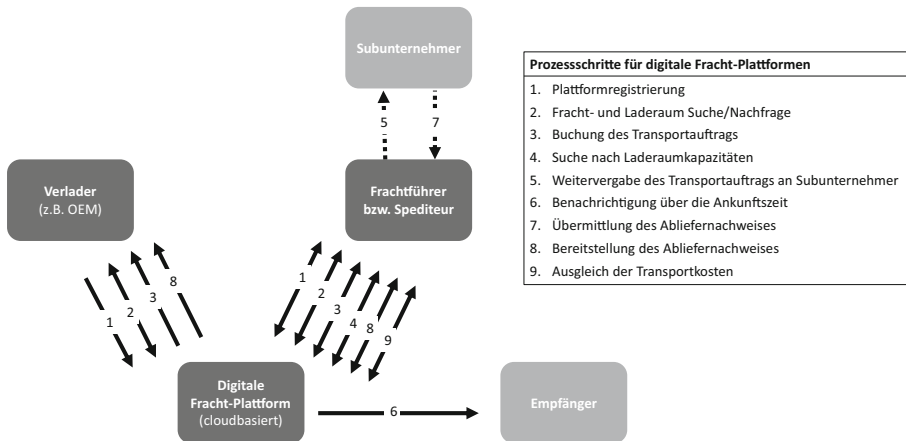 Subunternehmer
5
7
Verlader
(z.B. OEM)
Frachtführer
bzw. Spediteur
1
2
3
8
1
2
3
4
8
9
Digitale
Fracht-Plattform
(cloudbasiert)
6
Empfänger
Prozessschritte für digitale Fracht-Plattformen
1. Plattformregistrierung
2. Fracht- und Laderaum Suche/Nachfrage
3. Buchung des Transportauftrags
4. Suche nach Laderaumkapazitäten
5. Weitervergabe des Transportauftrags an Subunternehmer
6. Benachrichtigung über die Ankunftszeit
7. Übermittlung des Abliefernachweises
8. Bereitstellung des Abliefernachweises
9. Ausgleich der Transportkosten